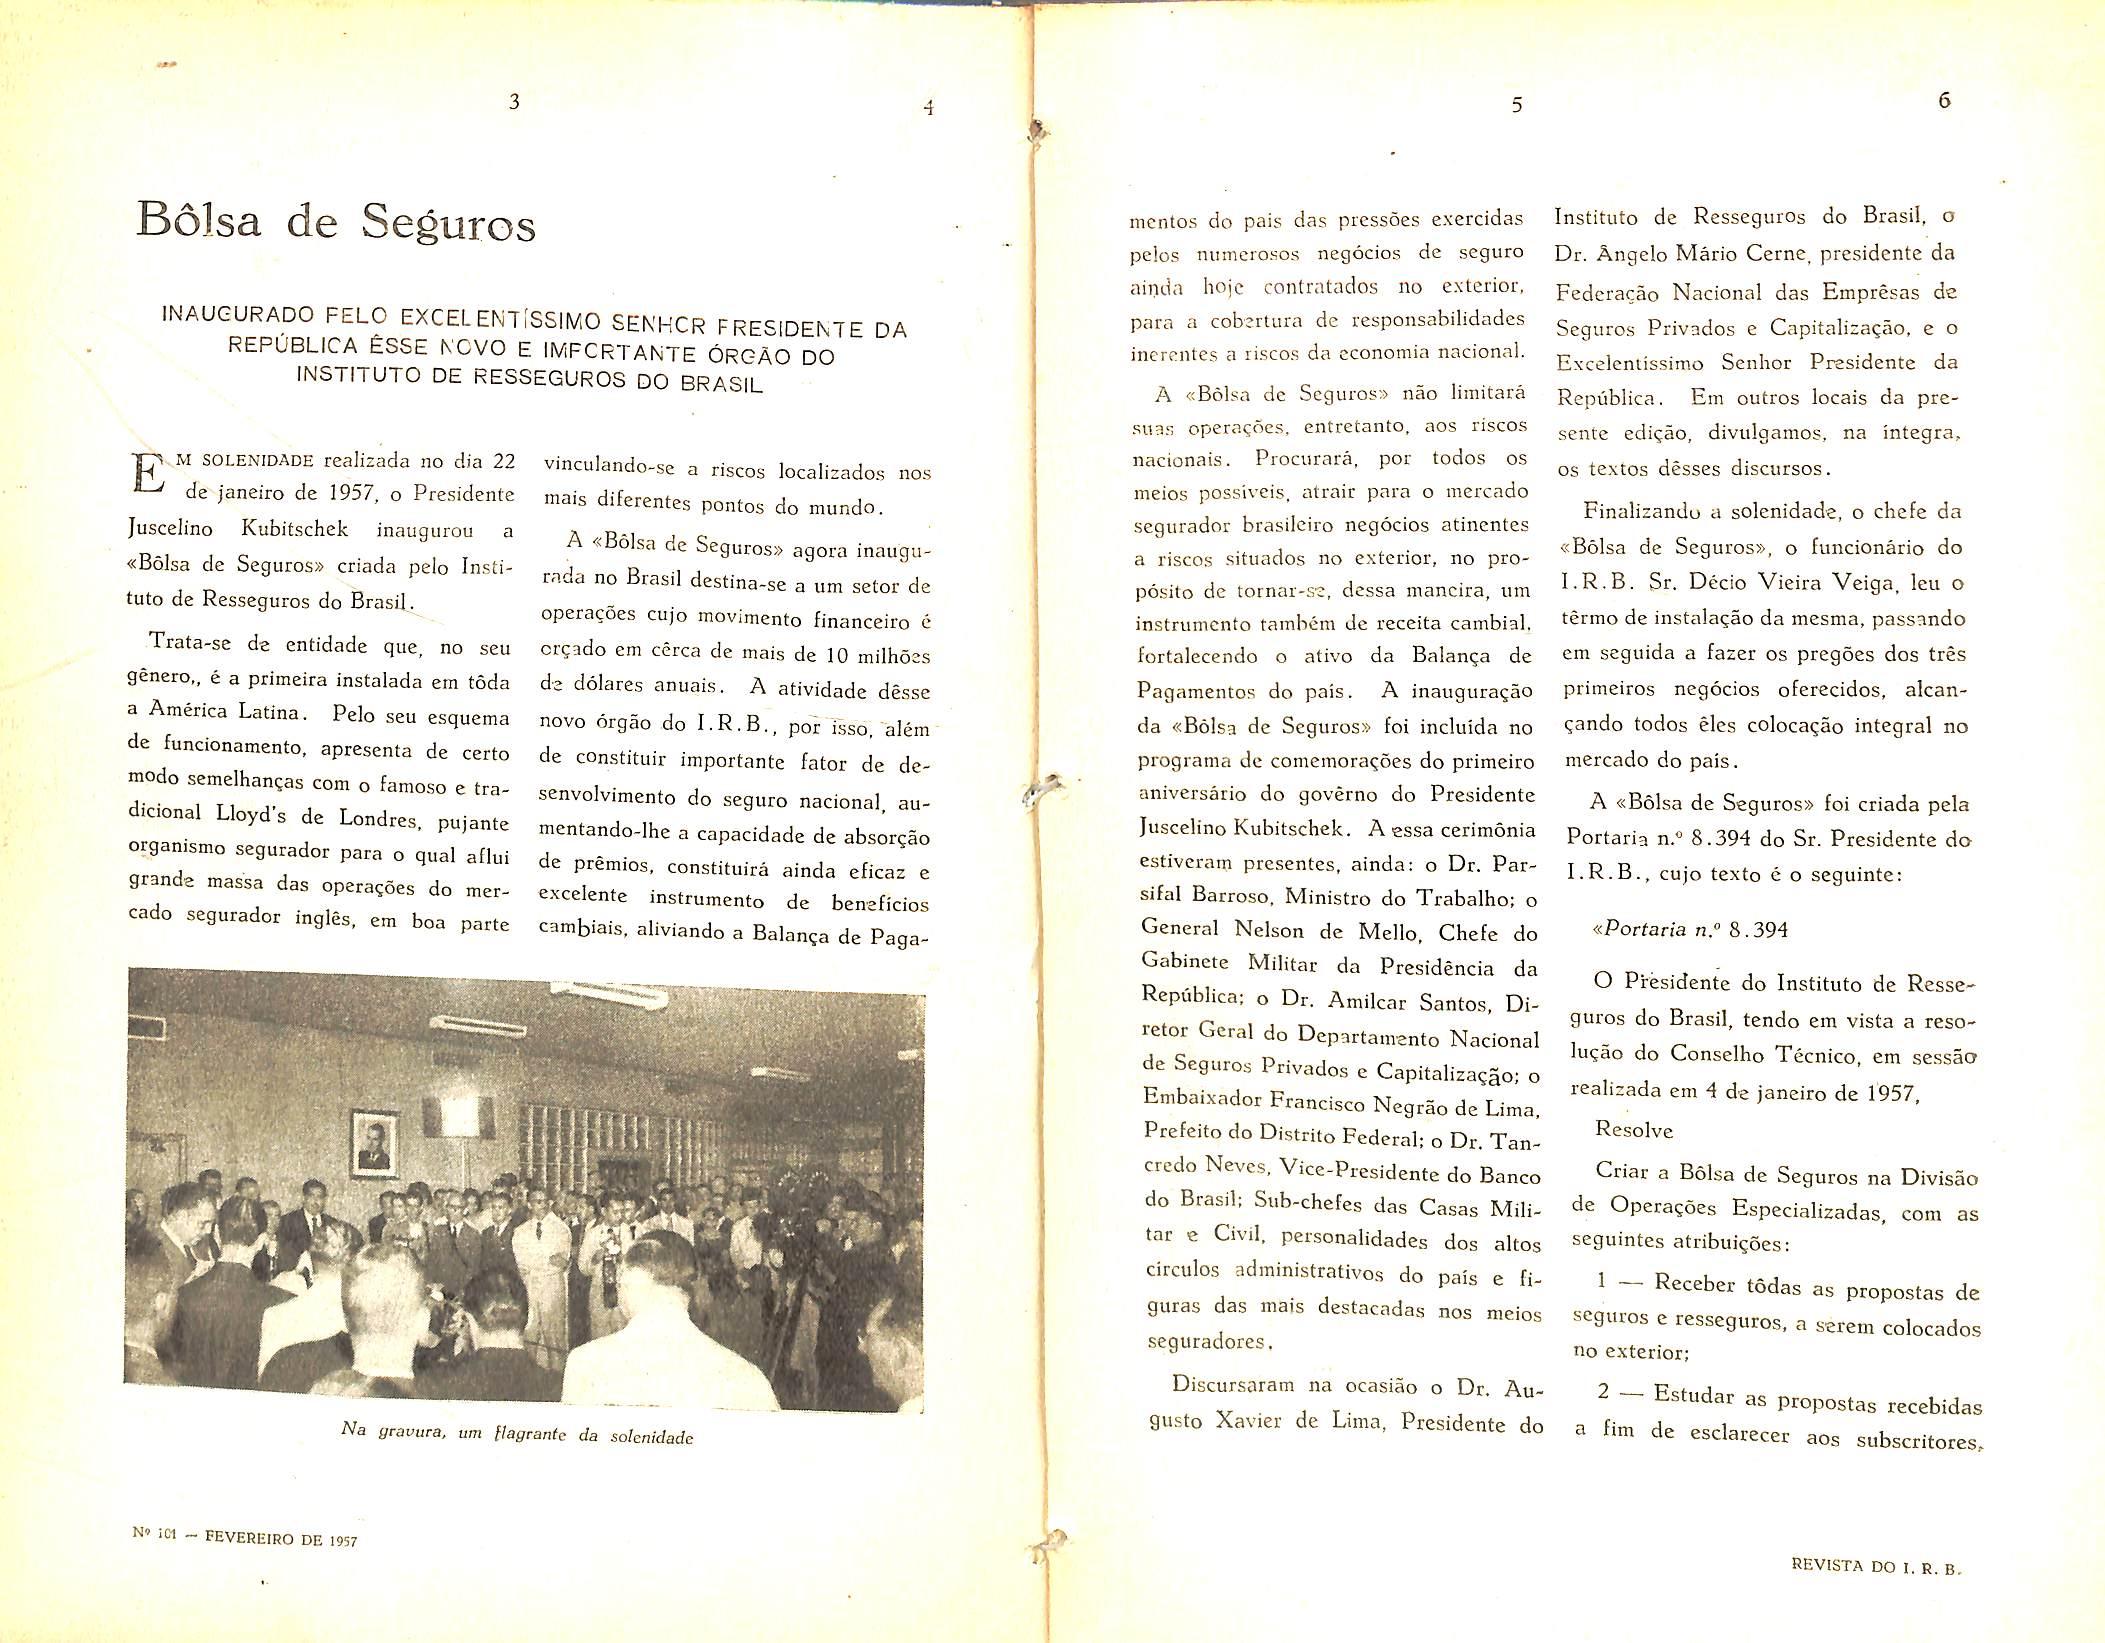 3
4
Bôlsa de Seguros
INAUGURADO PELO EXCELENTÍSSIMO SENHOR PRESIDENTE DA
REPÚBLICA ÊSSE NOVO E IMPORTANTE ÓRGÃO DO
INSTITUTO DE RESSEGUROS DO BRASIL
EM SOLENIDADE realizada no dia 22
de janeiro de 1957, o Presidente
Juscelino Kubitschek inaugurou a
«Bôlsa de Seguros» criada pelo Insti-
tuto de Resseguros do Brasil.
Trata-se de entidade que, no seu
gênero,, é a primeira instalada em tôda
a América Latina. Pelo seu esquema
de funcionamento, apresenta de certo
modo semelhanças com o famoso e tra-
dicional Lloyd's de Londres, pujante
organismo segurador para o qual aflui
grande massa das operações do mer-
cado segurador inglês, em boa parte
vinculando-se a riscos localizados nos
mais diferentes pontos do mundo.
A «Bôlsa de Seguros» agora inaugu-
rada no Brasil destina-se a um setor de
operações cujo movimento financeiro é
orçado em cêrca de mais de 10 milhões
de dólares anuais. A atividade dêsse
novo órgão do I.R.B., por isso, além
de constituir importante fator de de-
senvolvimento do seguro nacional, au-
mentando-lhe a capacidade de absorção
de prêmios, constituirá ainda eficaz e
excelente instrumento de benefícios
cambiais, aliviando a Balança de Paga-
Na gravura, um flagrante da solenidade
Nº 101 — FEVEREIRO DE 1957
5
6
mentos do pais das pressões exercidas
pelos numerosos negócios de seguro
ainda hoje contratados no exterior,
para a cobertura de responsabilidades
inerentes a riscos da economia nacional.
A «Bôlsa de Seguros» não limitará
suas operações, entretanto, aos riscos
nacionais. Procurará, por todos os
meios possíveis, atrair para o mercado
segurador brasileiro negócios atinentes
a riscos situados no exterior, no pro-
pósito de tornar-se, dessa maneira, um
instrumento também de receita cambial,
fortalecendo o ativo da Balança de
Pagamentos do país. A inauguração
da «Bôlsa de Seguros» foi incluída no
programa de comemorações do primeiro
aniversário do govêrno do Presidente
Juscelino Kubitschek. A essa cerimônia
estiveram presentes, ainda: o Dr. Par-
sifal Barroso, Ministro do Trabalho; o
General Nelson de Mello, Chefe do
Gabinete Militar da Presidência da
República; o Dr. Amilcar Santos, Di-
retor Geral do Departamento Nacional
de Seguros Privados e Capitalização; o
Embaixador Francisco Negrão de Lima,
Prefeito do Distrito Federal; o Dr. Tan-
credo Neves, Vice-Presidente do Banco
do Brasil; Sub-chefes das Casas Mili-
tar e Civil, personalidades dos altos
círculos administrativos do país e fi-
guras das mais destacadas nos meios
seguradores.
Discursaram na ocasião o Dr. Au-
gusto Xavier de Lima, Presidente do
Instituto de Resseguros do Brasil, o
Dr. Ângelo Mário Cerne, presidente da
Federação Nacional das Emprêsas de
Seguros Privados e Capitalização, e o
Excelentíssimo Senhor Presidente da
República. Em outros locais da pre-
sente edição, divulgamos, na íntegra,
os textos dêsses discursos.
Finalizando a solenidade, o chefe da
«Bôlsa de Seguros», o funcionário do
I.R.B. Sr. Décio Vieira Veiga, leu o
têrmo de instalação da mesma, passando
em seguida a fazer os pregões dos três
primeiros negócios oferecidos, alcan-
çando todos êles colocação integral no
mercado do país.
A «Bôlsa de Seguros» foi criada pela
Portaria n.º 8.394 do Sr. Presidente do
I.R.B., cujo texto é o seguinte:
«Portaria n.º 8.394
O Presidente do Instituto de Resse-
guros do Brasil, tendo em vista a reso-
lução do Conselho Técnico, em sessão
realizada em 4 de janeiro de 1957,
Resolve
Criar a Bôlsa de Seguros na Divisão
de Operações Especializadas, com as
seguintes atribuições:
1 — Receber tôdas as propostas de
seguros e resseguros, a serem colocados
no exterior;
2 — Estudar as propostas recebidas
a fim de esclarecer aos subscritores,
REVISTA DO I. R. B.